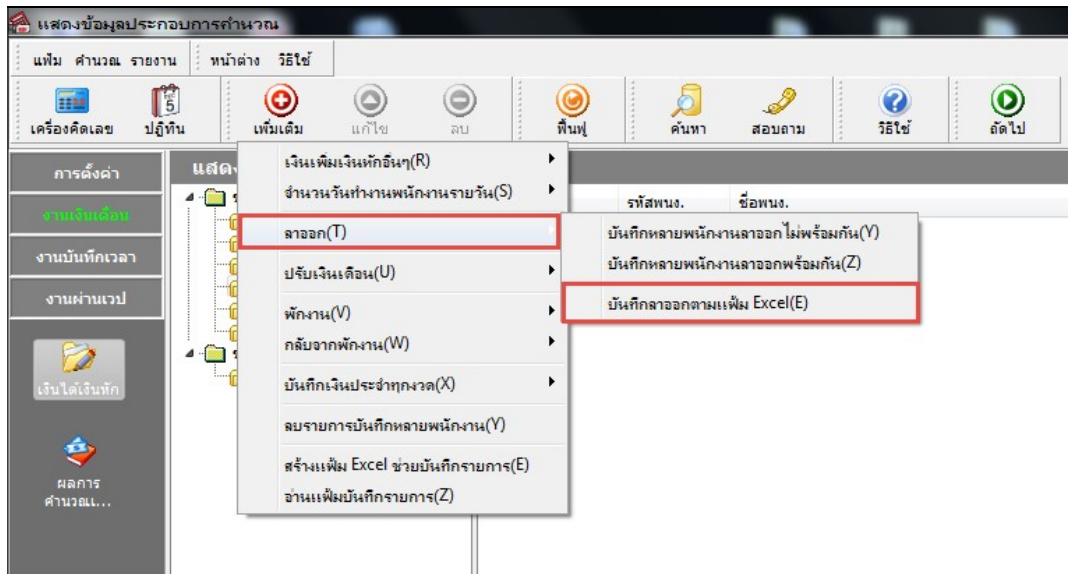 แสดงข้อมูลประกอบการคำนวณ
แฟ้ม คำนวณ รายงาน หน้าต่าง วิธีใช้
5
เครื่องคิดเลข ปฏิทิน เพิ่มเติม แก้ไข ลบ ฟื้นฟู ค้นหา สอบถาม วิธีใช้ ถัดไป
การตั้งค่า
งานเงินเดือน
งานบันทึกเวลา
งานผ่านเวป
เงินได้เงินหัก
ผลการ
คำนวณเ...
แสดง
เงินเพิ่มเงินหักอื่นๆ(R)
จำนวนวันทำงานพนักงานรายวัน(S)
ลาออก(T)
ปรับเงินเดือน(U)
พักงาน(V)
กลับจากพักงาน(W)
บันทึกเงินประจำทุกงวด(X)
ลบรายการบันทึกหลายพนักงาน(Y)
สร้างแฟ้ม Excel ช่วยบันทึกรายการ(E)
อ่านแฟ้มบันทึกรายการ(Z)
รหัสพนง. ชื่อพนง.
บันทึกหลายพนักงานลาออกไม่พร้อมกัน(Y)
บันทึกหลายพนักงานลาออกพร้อมกัน(Z)
บันทึกลาออกตามแฟ้ม Excel(E)